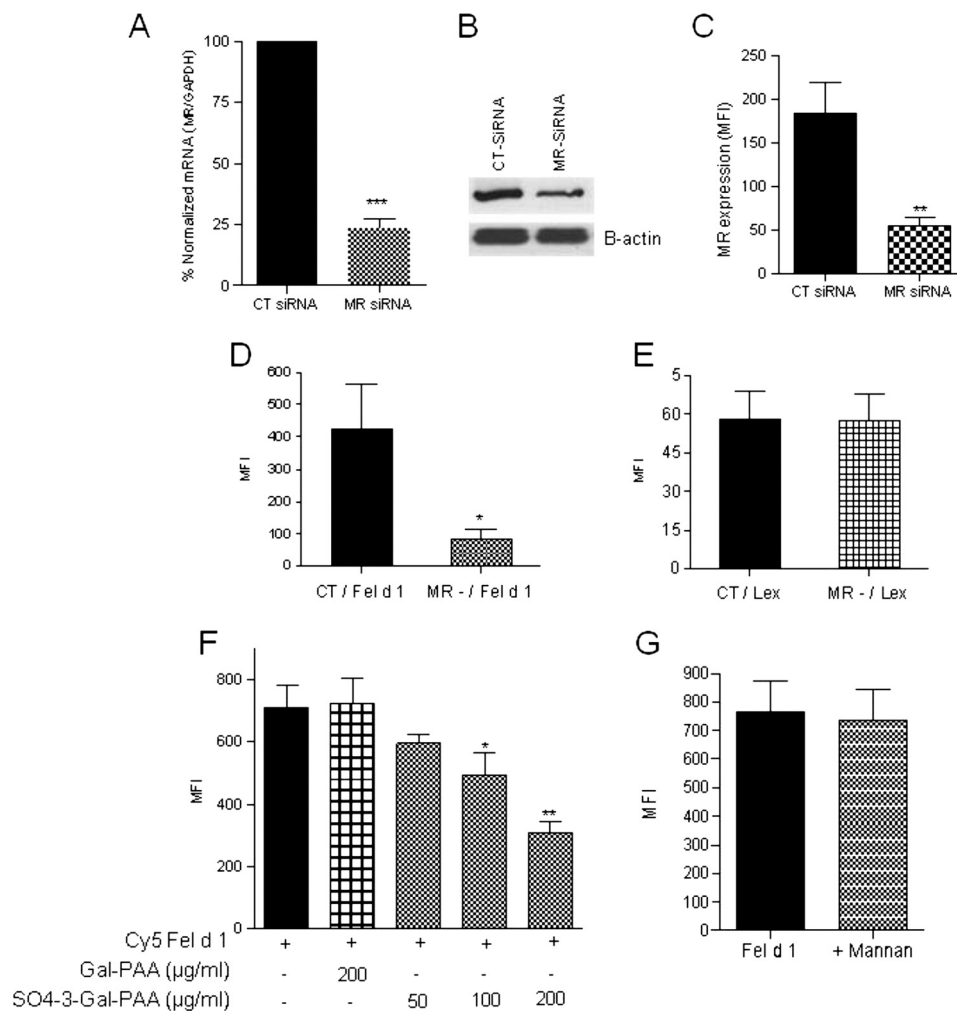 A
% Normalized mRNA (MR/GAPDH)
100
75
50
25
0
***
CT siRNA MR siRNA
B
CT-SiRNA
MR-SiRNA
B-actin
C
MR expression (MFI)
250
200
150
100
50
0
**
CT siRNA MR siRNA
D
MFI
600
500
400
300
200
100
0
*
CT / Fel d 1 MR - / Fel d 1
E
MFI
5
60
45
30
15
0
CT / Lex MR - / Lex
F
MFI
800
600
400
200
0
*
**
Cy5 Fel d 1 + + + + +
Gal-PAA (µg/ml) - 200 - - -
SO4-3-Gal-PAA (µg/ml) - - 50 100 200
G
MFI
900
800
700
600
500
400
300
200
100
0
Fel d 1 + Mannan